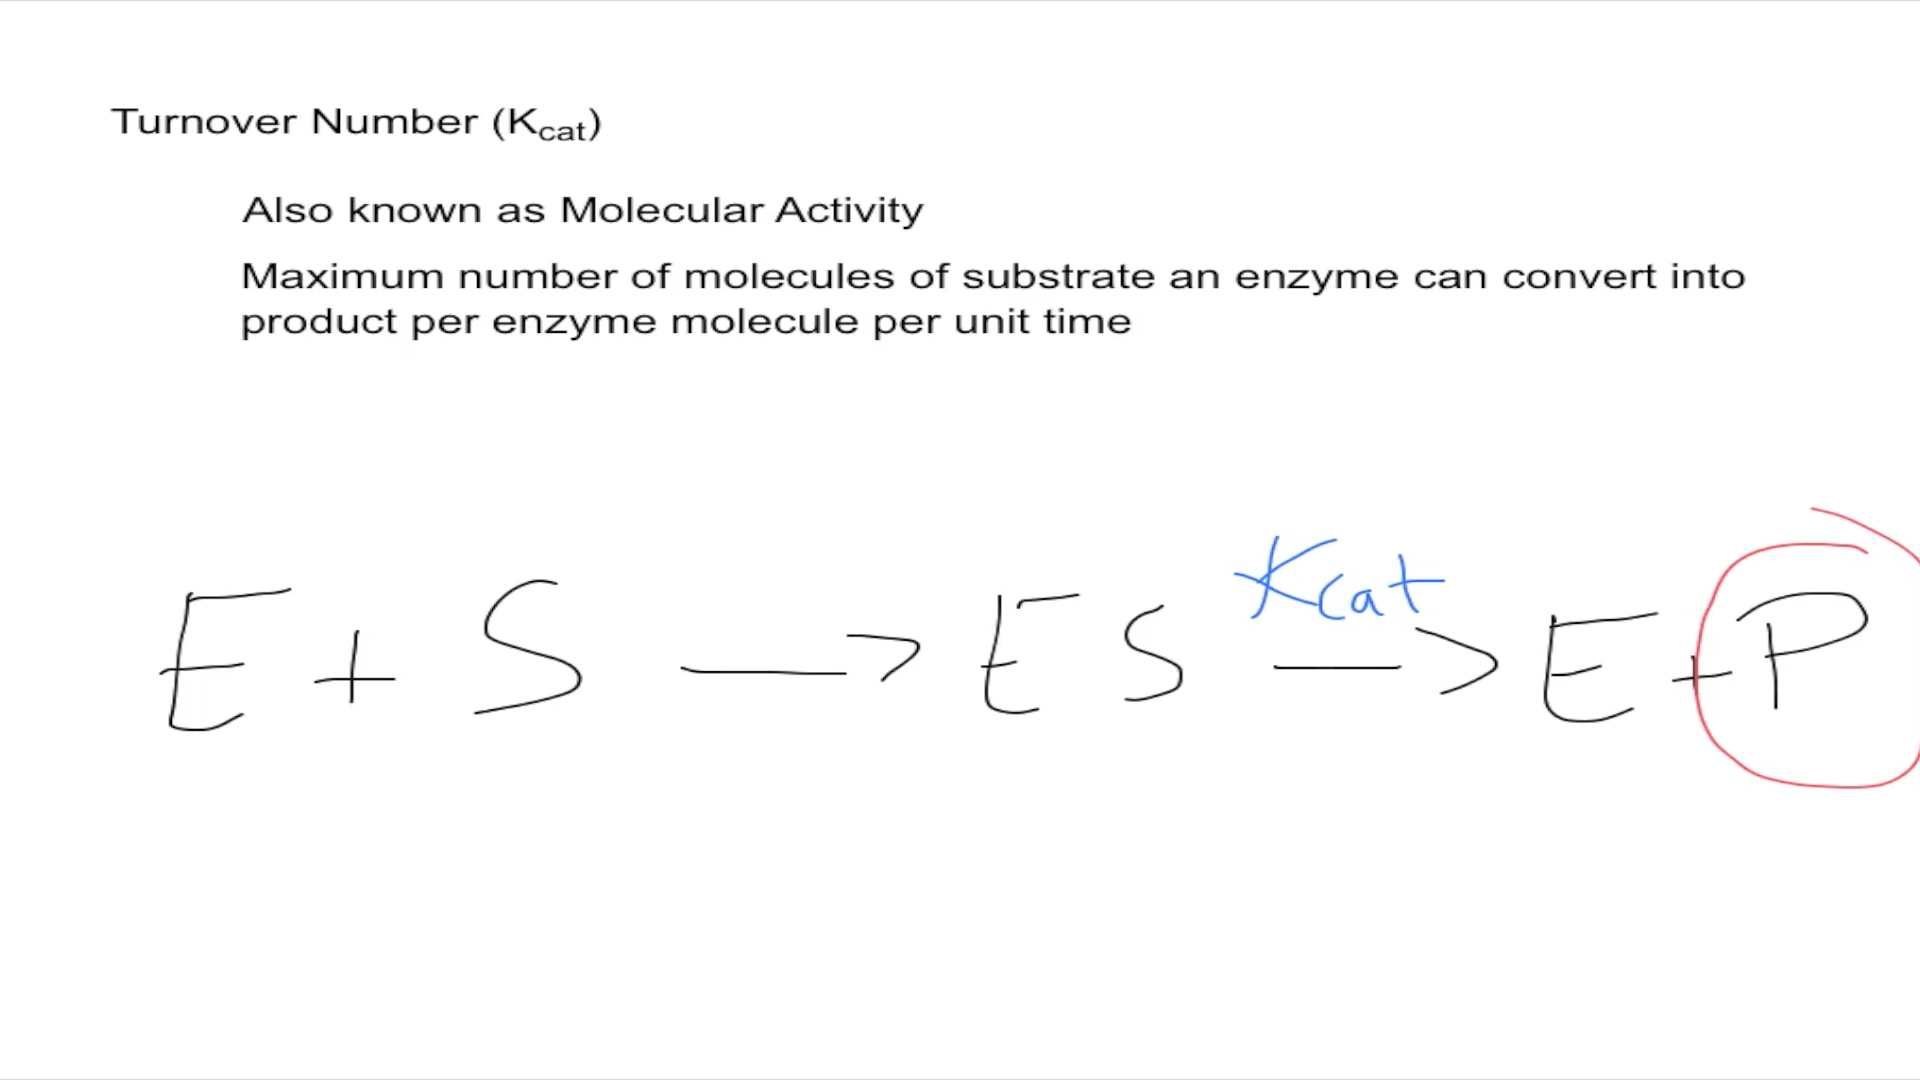 Turnover Number (Kcat)
Also known as Molecular Activity
Maximum number of molecules of substrate an enzyme can convert into
product per enzyme molecule per unit time
Kcat
E + S —> ES —> E + P